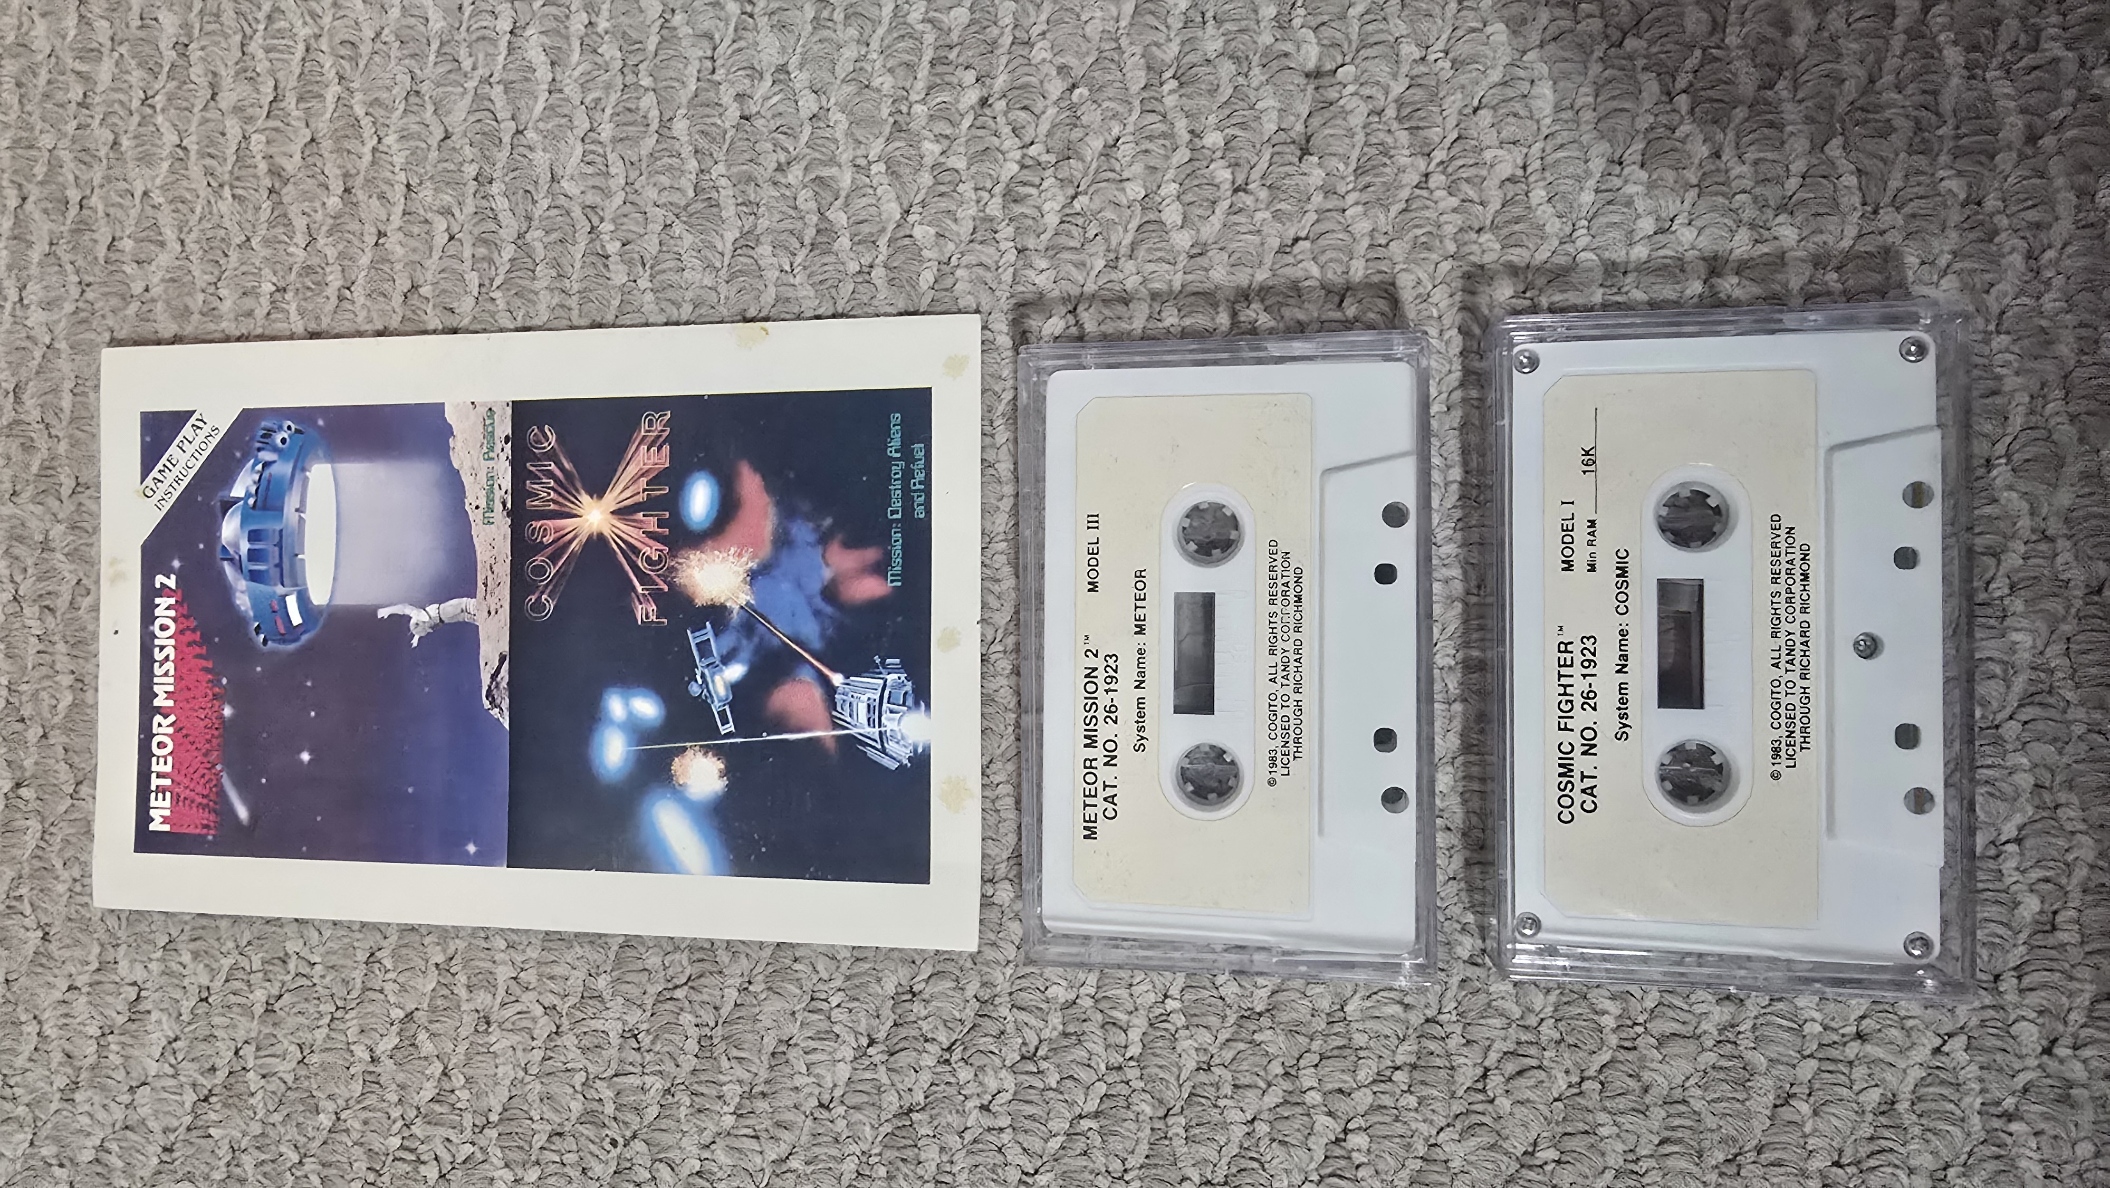 GAME PLAY
INSTRUCTIONS
METEOR MISSION 2
Mission: Rescue
COSMIC
FIGHTER
Mission: Destroy Aliens
and Refuel
METEOR MISSION 2™ MODEL III
CAT. NO. 26-1923
System Name: METEOR
©1983, COGITO, ALL RIGHTS RESERVED
LICENSED TO TANDY CORPORATION
THROUGH RICHARD RICHMOND
COSMIC FIGHTER™ MODEL I
CAT. NO. 26-1923 Min RAM 16K
System Name: COSMIC
©1983, COGITO, ALL RIGHTS RESERVED
LICENSED TO TANDY CORPORATION
THROUGH RICHARD RICHMOND